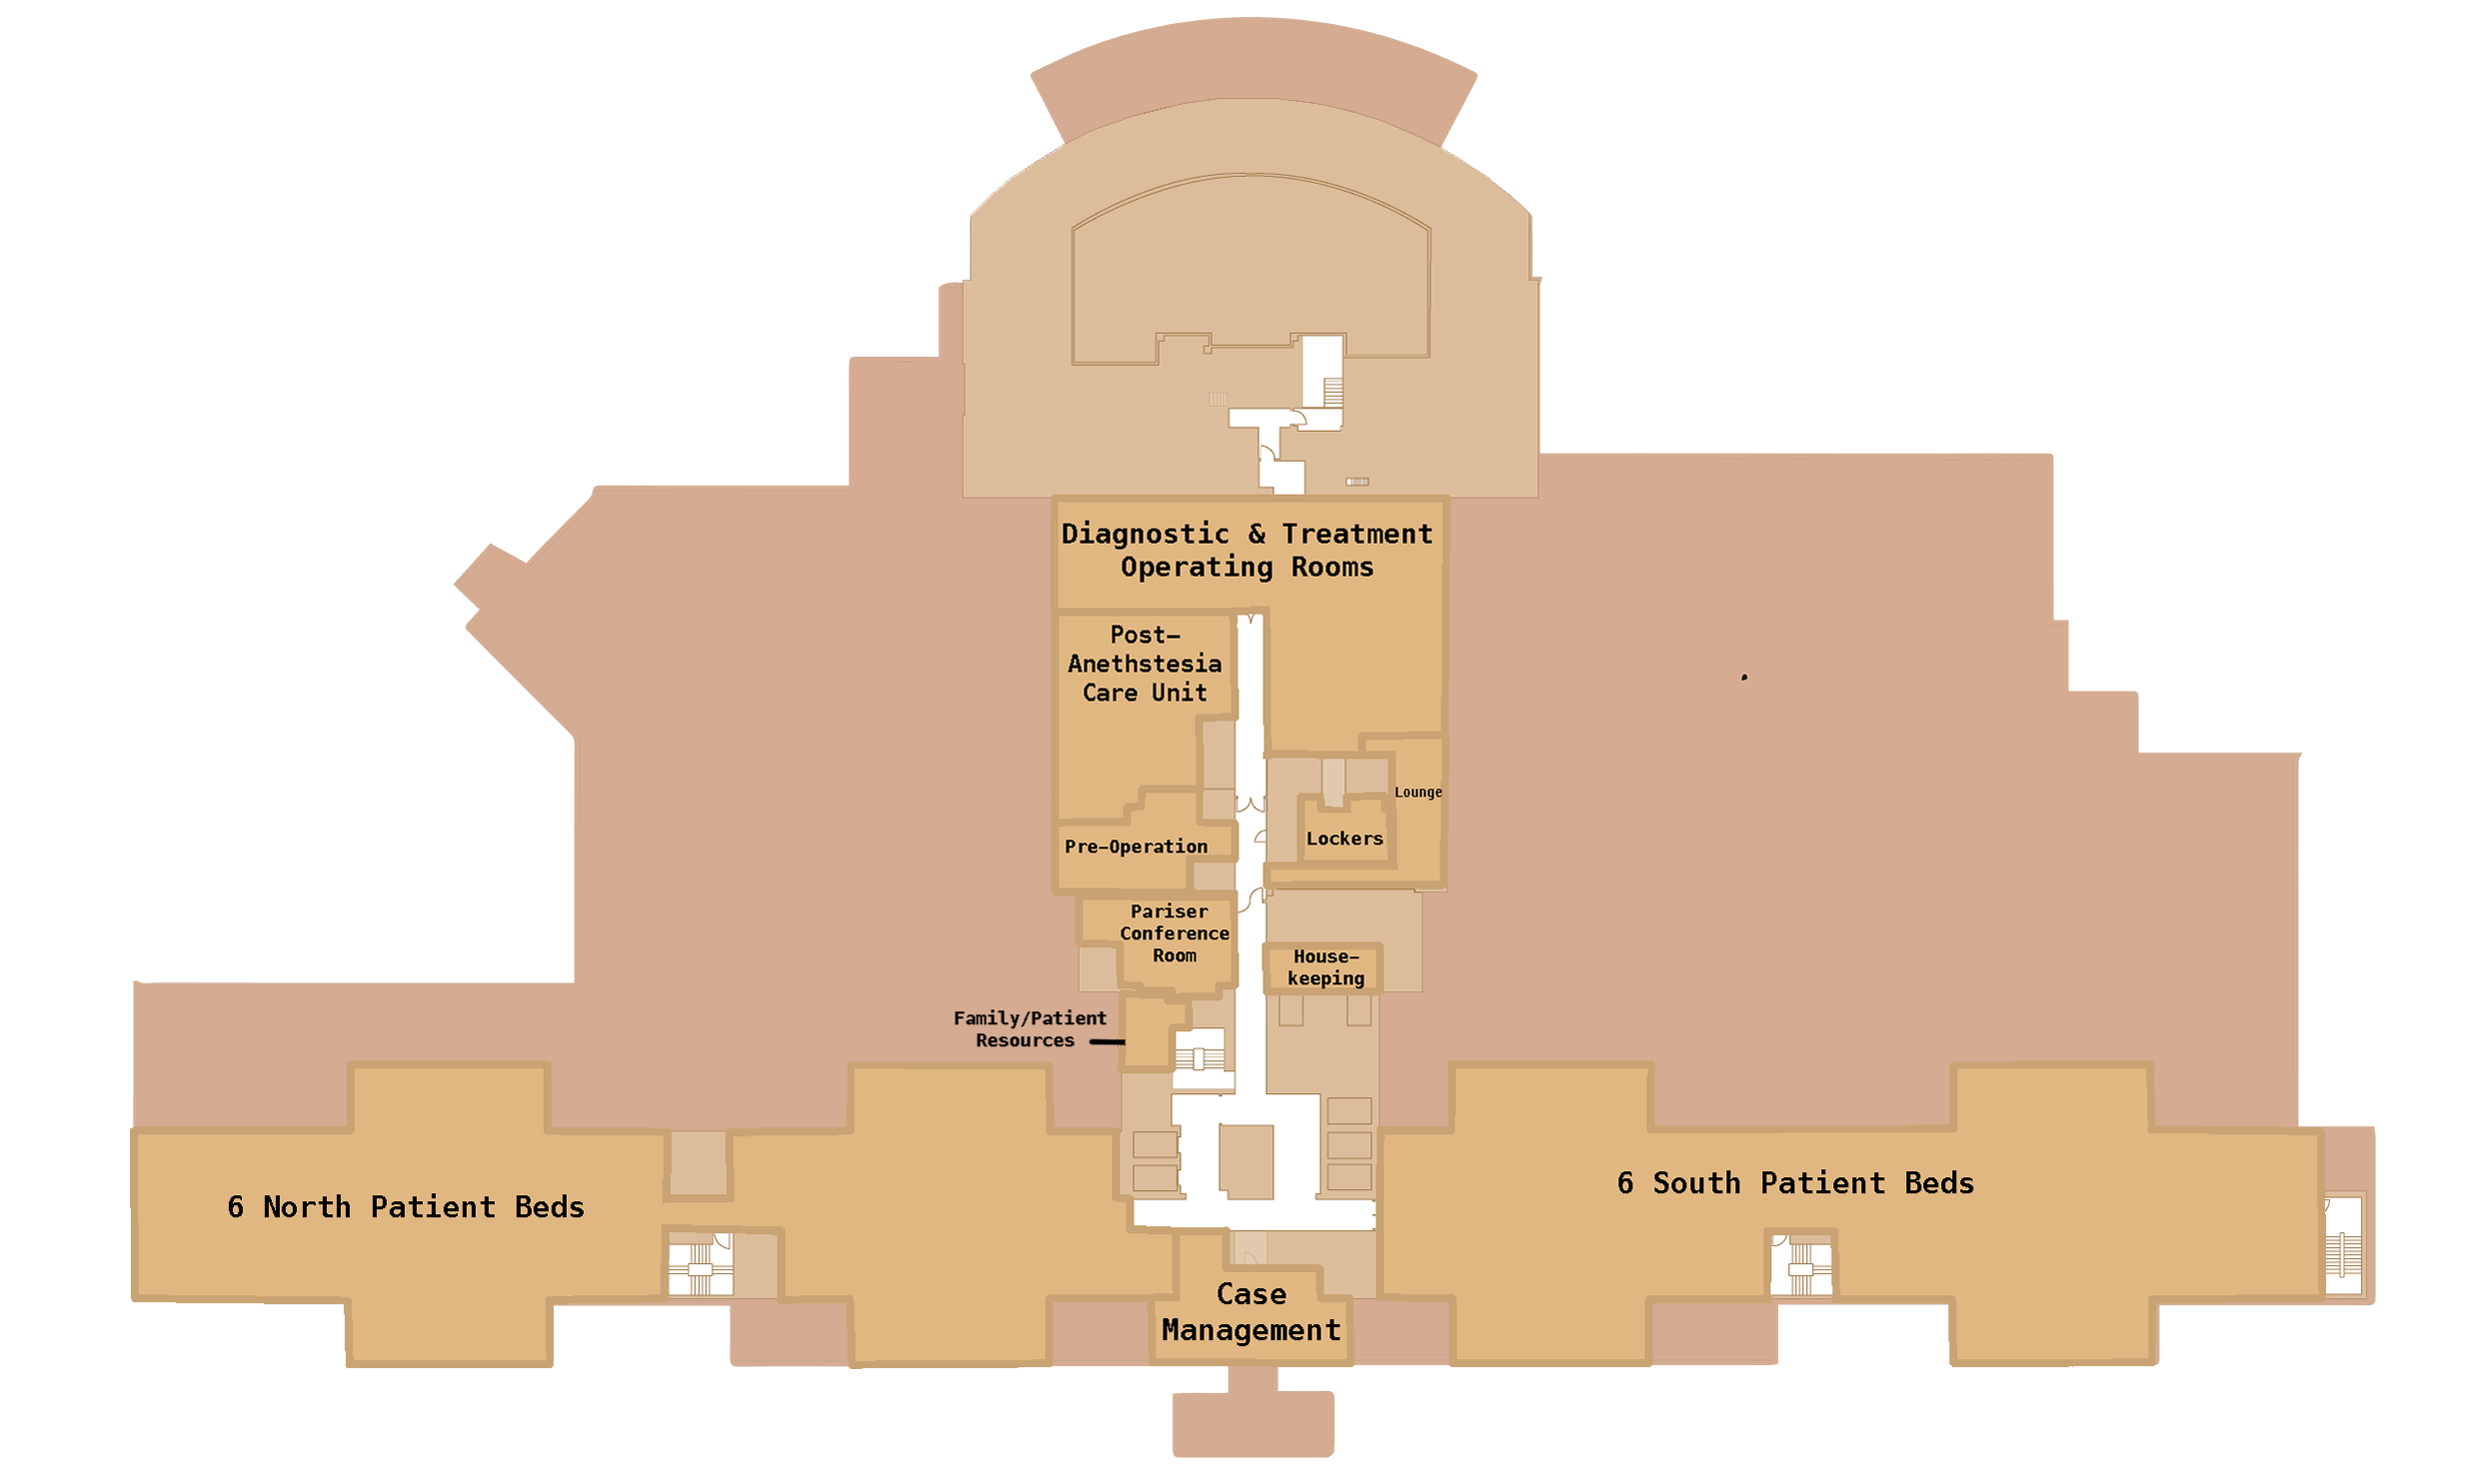 Diagnostic & Treatment
Operating Rooms
Post-
Anethstesia
Care Unit
Lounge
Lockers
Pre-Operation
Pariser
Conference
Room
House-
keeping
Family/Patient
Resources
6 North Patient Beds
6 South Patient Beds
Case
Management